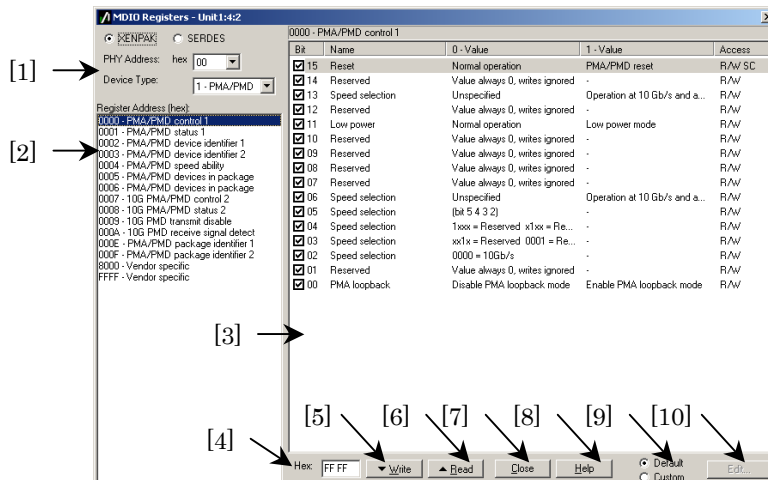 MDIO Registers - Unit1:4:2
XENPAK SERDES
PHY Address: hex 00
Device Type: 1 - PMA/PMD
Register Address (hex):
0000 - PMA/PMD control 1
0001 - PMA/PMD status 1
0002 - PMA/PMD device identifier 1
0003 - PMA/PMD device identifier 2
0004 - PMA/PMD speed ability
0005 - PMA/PMD devices in package
0006 - PMA/PMD devices in package
0007 - 10G PMA/PMD control 2
0008 - 10G PMA/PMD status 2
0009 - 10G PMD transmit disable
000A - 10G PMD receive signal detect
000E - PMA/PMD package identifier 1
000F - PMA/PMD package identifier 2
8000 - Vendor specific
FFFF - Vendor specific
0000 - PMA/PMD control 1
Bit Name 0 - Value 1 - Value Access
15 Reset Normal operation PMA/PMD reset R/W SC
14 Reserved Value always 0, writes ignored - R/W
13 Speed selection Unspecified Operation at 10 Gb/s and a... R/W
12 Reserved Value always 0, writes ignored - R/W
11 Low power Normal operation Low power mode R/W
10 Reserved Value always 0, writes ignored - R/W
09 Reserved Value always 0, writes ignored - R/W
08 Reserved Value always 0, writes ignored - R/W
07 Reserved Value always 0, writes ignored - R/W
06 Speed selection Unspecified Operation at 10 Gb/s and a... R/W
05 Speed selection (bit 5 4 3 2) R/W
04 Speed selection 1xxx = Reserved x1xx = Re... R/W
03 Speed selection xx1x = Reserved 0001 = Re... R/W
02 Speed selection 0000 = 10Gb/s R/W
01 Reserved Value always 0, writes ignored - R/W
00 PMA loopback Disable PMA loopback mode Enable PMA loopback mode R/W
Hex: FF FF Write Read Close Help Default Edit...
Custom
[1]
[2]
[3]
[4]
[5] [6] [7] [8] [9] [10]